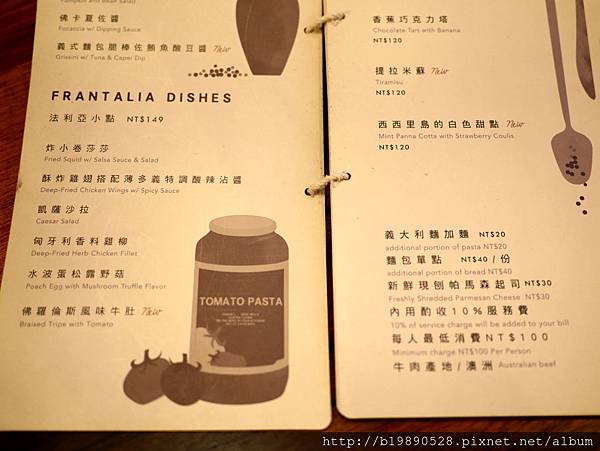 Pumpkin and Bean Salad
佛卡夏佐醬
Focaccia w/ Dipping Sauce
義式麵包脆棒佐鮪魚酸豆醬 New
Grissini w/ Tuna & Caper Dip
FRANTALIA DISHES
法利亞小點 NT$149
炸小卷莎莎
Fried Squid w/ Salsa Sauce & Salad
酥炸雞翅搭配薄多義特調酸辣沾醬
Deep-Fried Chicken Wings w/ Spicy Sauce
凱薩沙拉
Caesar Salad
匈牙利香料雞柳
Deep-Fried Herb Chicken Fillet
水波蛋松露野菇
Poach Egg with Mushroom Truffle Flavor
佛羅倫斯風味牛肚 New
Braised Tripe with Tomato
TOMATO PASTA
香蕉巧克力塔
Chocolate Tart with Banana
NT$120
提拉米蘇 New
Tiramisu
NT$120
西西里島的白色甜點 New
Mint Panna Cotta with Strawberry Coulis
NT$120
義大利麵加麵 NT$20
additional portion of pasta NT$20
麵包單點 NT$40 /份
additional portion of bread NT$40
新鮮現刨帕馬森起司 NT$30
Freshly Shredded Parmesan Cheese NT$30
內用酌收10%服務費
10% of service charge will be added to your bill
每人最低消費NT$100
Minimum charge NT$100 Per Person
牛肉產地/澳洲 Australian beef
http://b19890528.pixnet.net/album